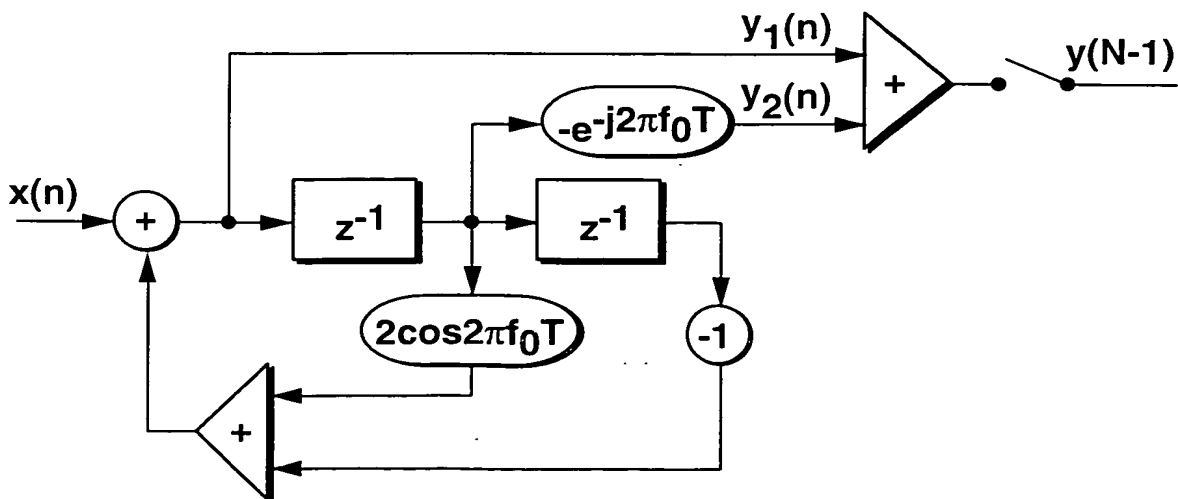 y1(n)
y(N-1)
+
-e-j2πf0T
y2(n)
x(n)
+
z-1
z-1
2cos2πf0T
-1
+